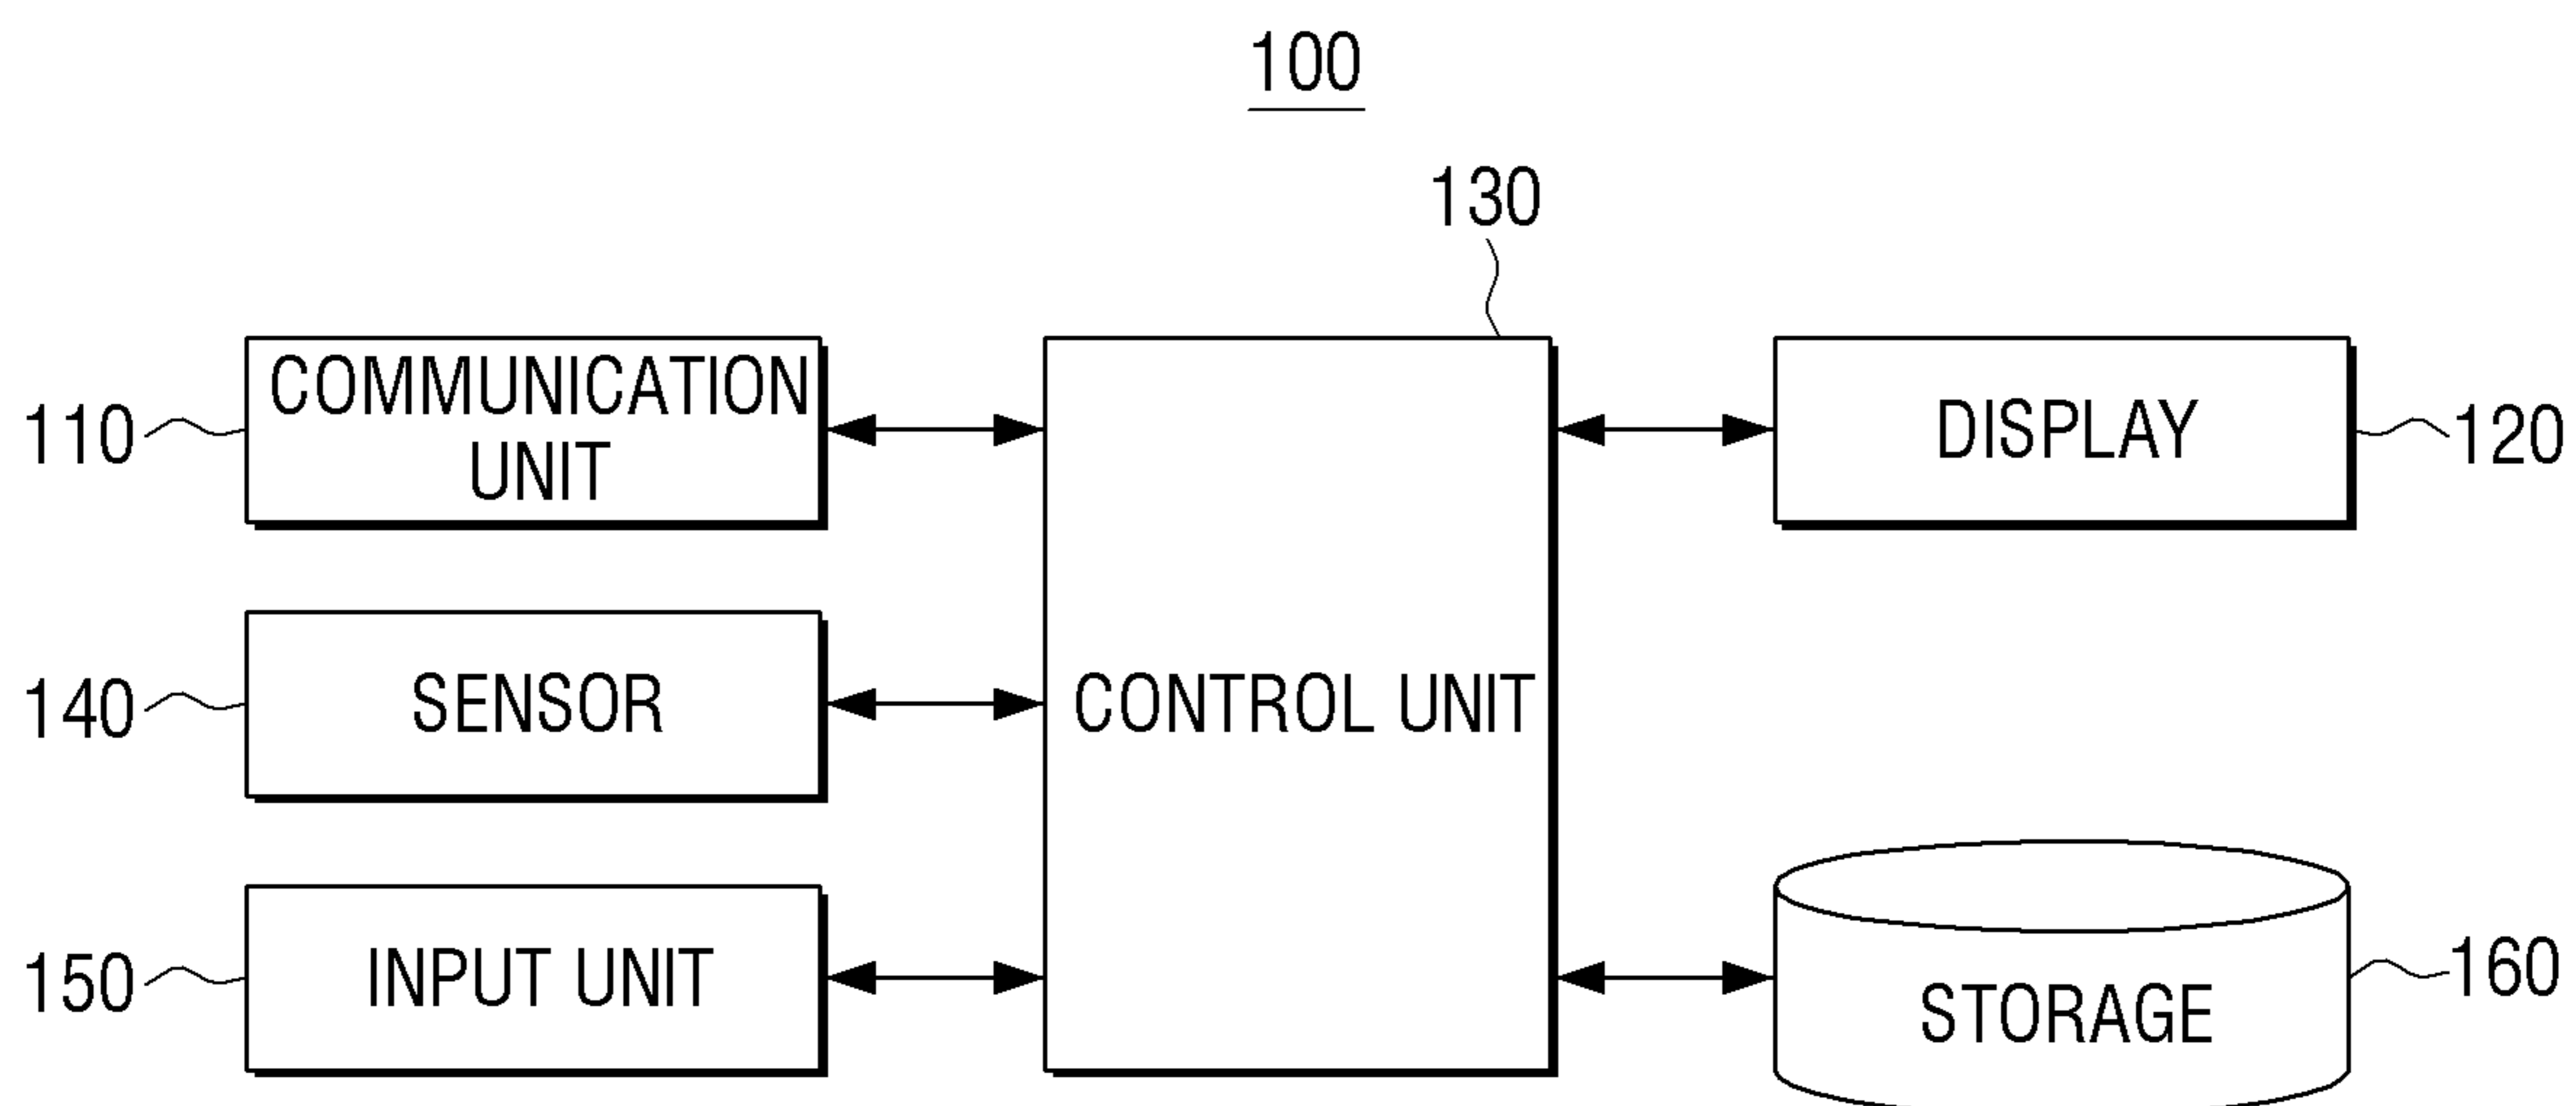 100
130
110
COMMUNICATION
UNIT
DISPLAY
120
140
SENSOR
CONTROL UNIT
150
INPUT UNIT
STORAGE
160